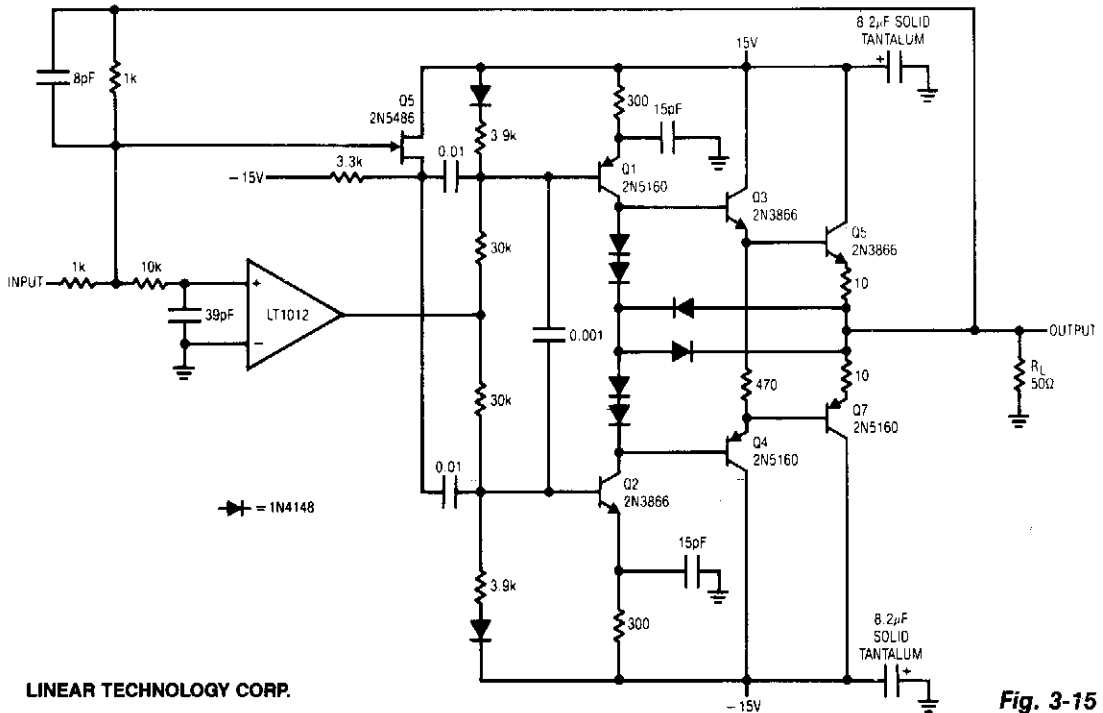 8.2µF SOLID
TANTALUM
15V
8pF
1k
Q5
2N5486
300
15pF
3.9k
0.01
3.3k
-15V
Q1
2N5160
Q3
2N3866
Q5
2N3866
30k
10
INPUT
1k
10k
+
39pF
LT1012
-
0.001
OUTPUT
RL
50Ω
470
10
30k
Q7
2N5160
Q4
2N5160
0.01
Q2
2N3866
= 1N4148
15pF
3.9k
300
8.2µF
SOLID
TANTALUM
+
-15V
LINEAR TECHNOLOGY CORP.
Fig. 3-15